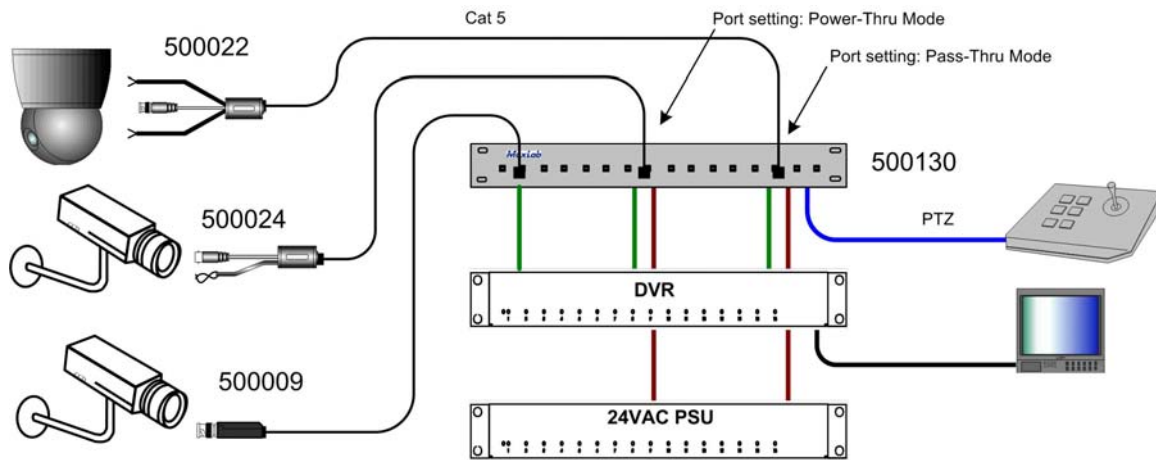 Cat 5
Port setting: Power-Thru Mode
Port setting: Pass-Thru Mode
500022
MuxLab
500130
500024
PTZ
DVR
500009
24VAC PSU